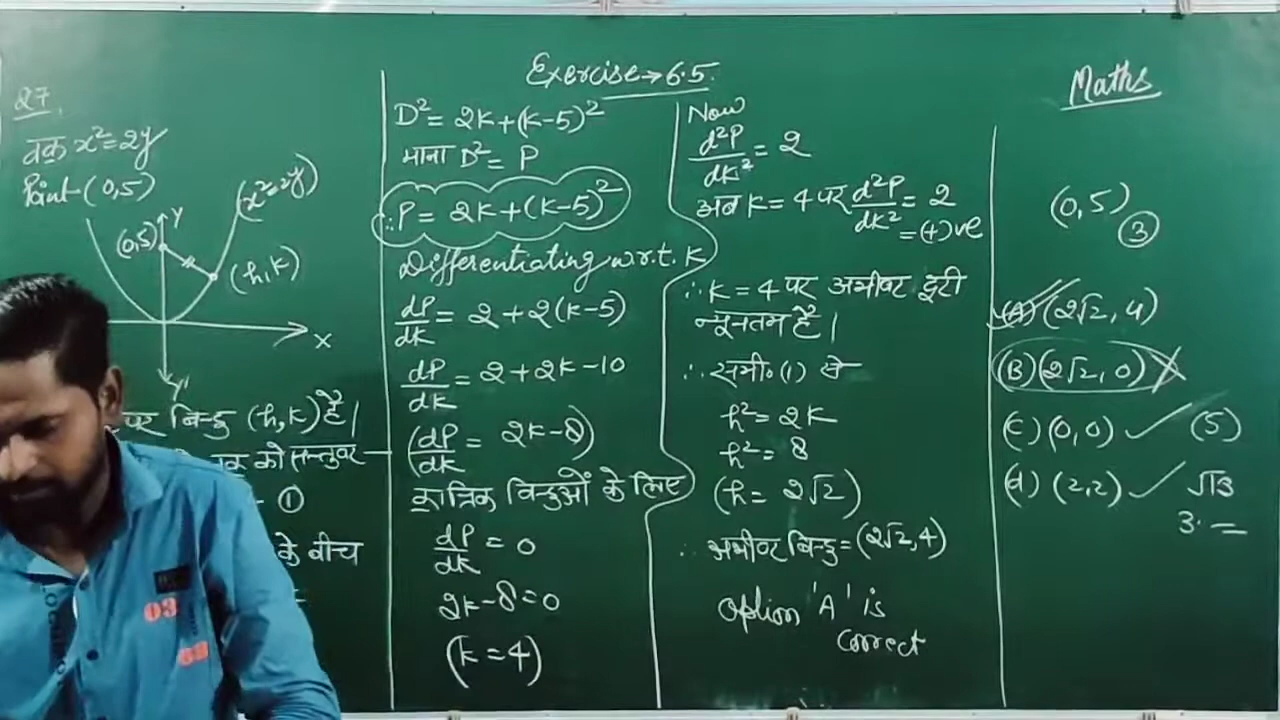 Exercise→6.5.
Maths
27.
वक्र x²=2y
Point-(0,5)
Y
(x²=2y)
(0,5)
(h,k)
X
Y'
पर बिन्दु (h,k) है।
को सन्तुष्ट
- ①
के बीच
D²= 2k+(k-5)²
माना D²= P
∴P= 2k+(k-5)²
Differentiating w.r.t. k
dP/dk = 2+2(k-5)
dP/dk = 2+2k-10
(dP/dk = 2k-8)
क्रान्तिक बिन्दुओं के लिए
dP/dk = 0
2k-8=0
(k=4)
Now
d²P/dk² = 2
अब k=4 पर d²P/dk² = 2
=(+)ve
∴ k=4 पर अभीष्ट दूरी
न्यूनतम है।
∴ समी० (1) से
h²= 2k
h²= 8
(h= 2√2)
∴ अभीष्ट बिन्दु=(2√2,4)
Option 'A' is
correct
(0,5)
③
(A) (2√2,4)
(B) (2√2,0)
(C) (0,0) ✓ (5)
(d) (2,2) ✓ √13
3.
03